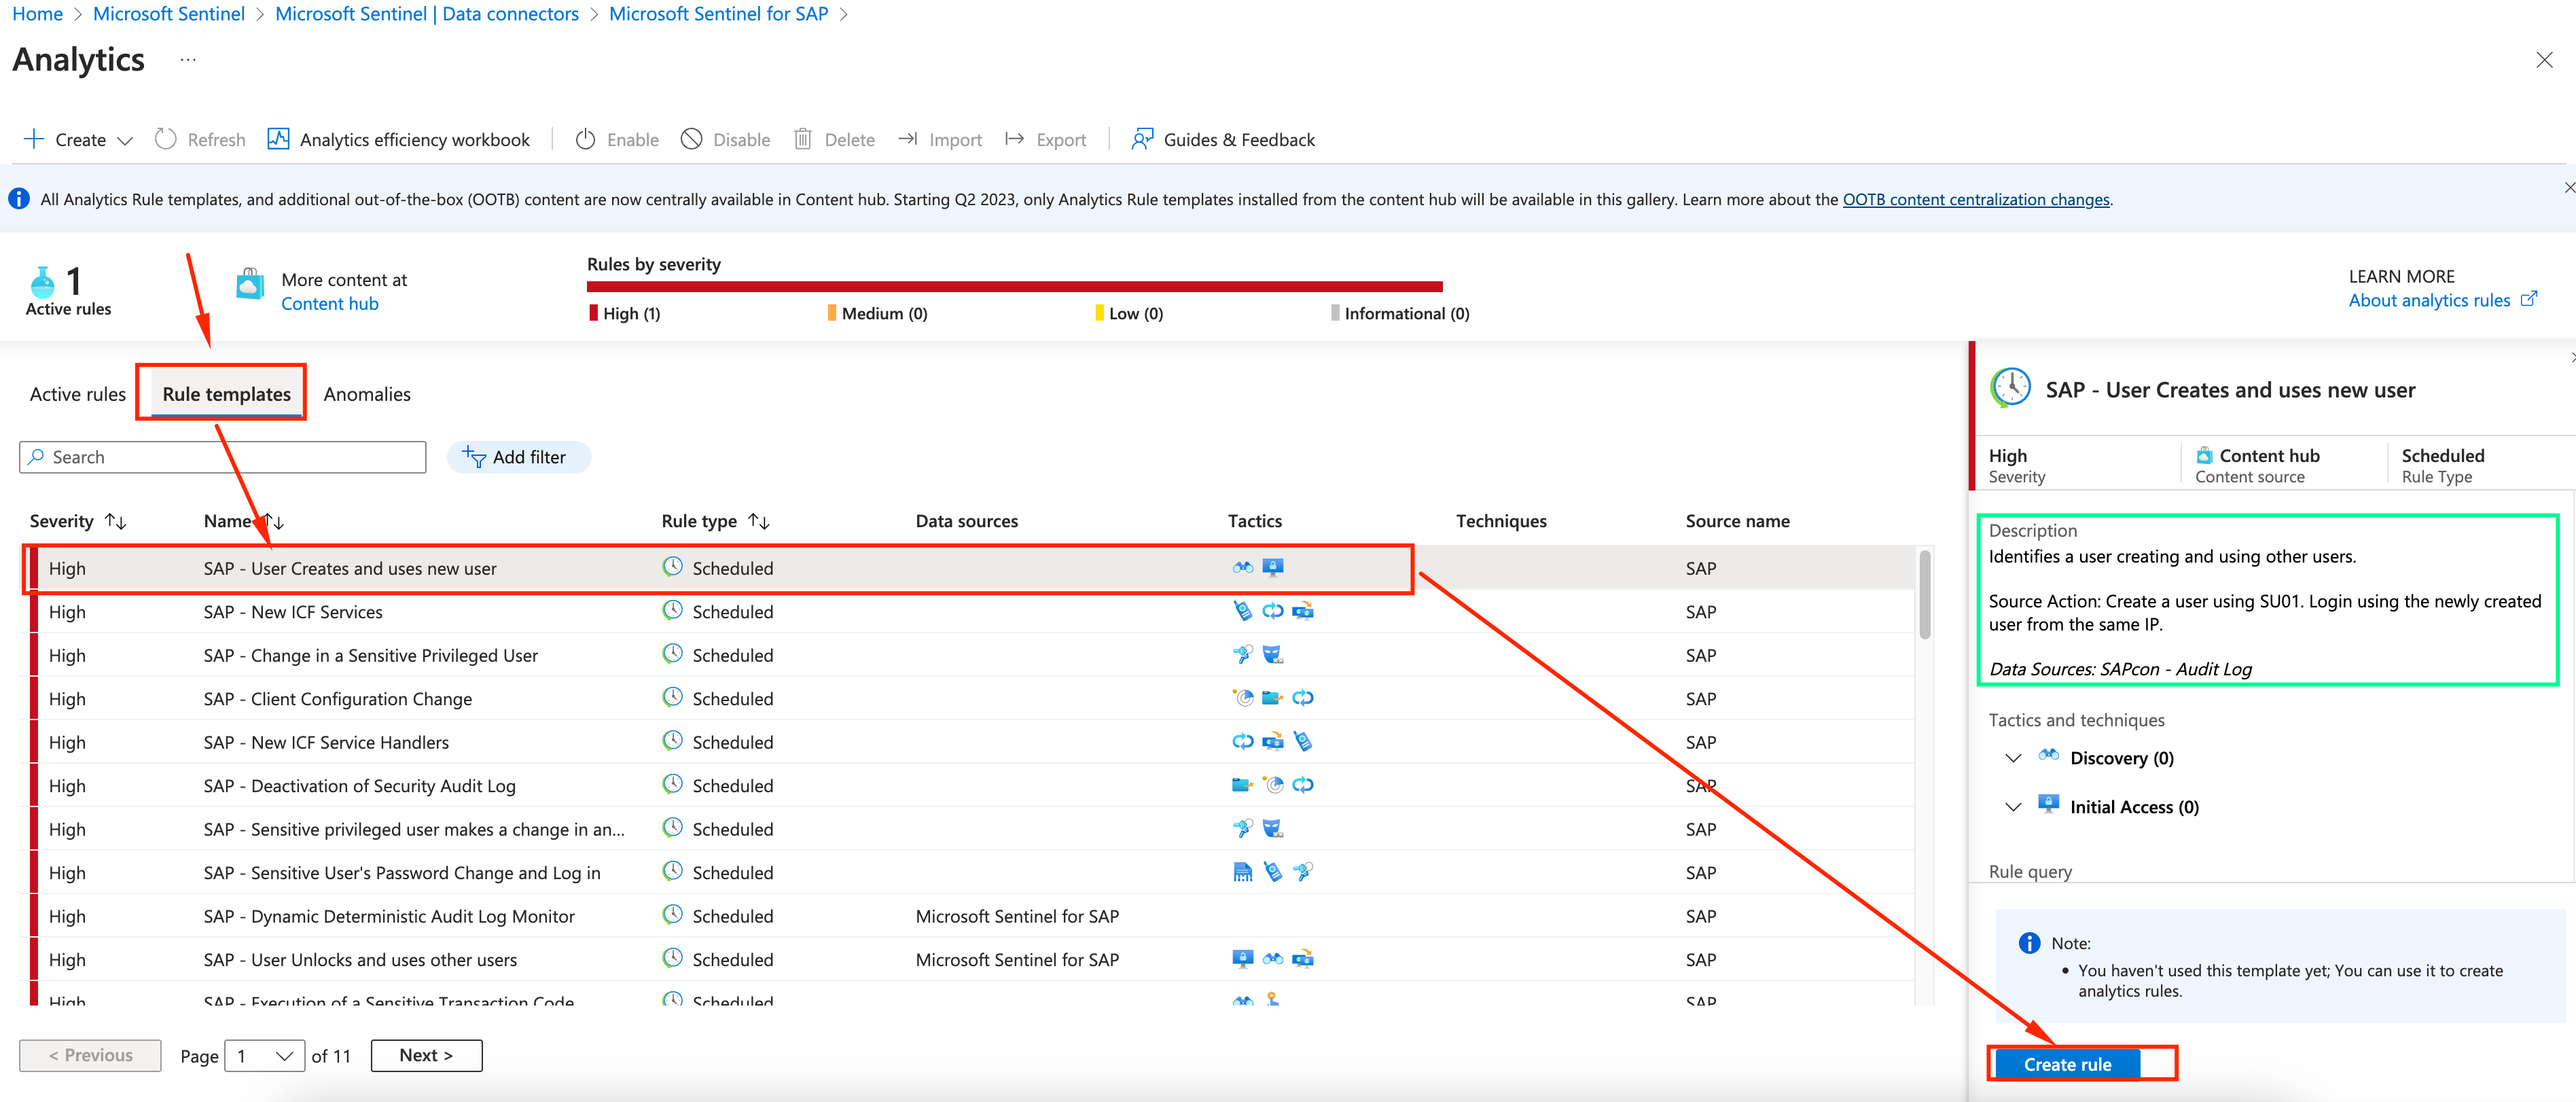 Home > Microsoft Sentinel > Microsoft Sentinel | Data connectors > Microsoft Sentinel for SAP >
Analytics ...
Create Refresh Analytics efficiency workbook Enable Disable Delete Import Export Guides & Feedback
All Analytics Rule templates, and additional out-of-the-box (OOTB) content are now centrally available in Content hub. Starting Q2 2023, only Analytics Rule templates installed from the content hub will be available in this gallery. Learn more about the OOTB content centralization changes.
1
Active rules
More content at
Content hub
Rules by severity
High (1) Medium (0) Low (0) Informational (0)
LEARN MORE
About analytics rules
Active rules Rule templates Anomalies
Search Add filter
Severity Name Rule type Data sources Tactics Techniques Source name
High SAP - User Creates and uses new user Scheduled SAP
High SAP - New ICF Services Scheduled SAP
High SAP - Change in a Sensitive Privileged User Scheduled SAP
High SAP - Client Configuration Change Scheduled SAP
High SAP - New ICF Service Handlers Scheduled SAP
High SAP - Deactivation of Security Audit Log Scheduled SAP
High SAP - Sensitive privileged user makes a change in an... Scheduled SAP
High SAP - Sensitive User's Password Change and Log in Scheduled SAP
High SAP - Dynamic Deterministic Audit Log Monitor Scheduled Microsoft Sentinel for SAP SAP
High SAP - User Unlocks and uses other users Scheduled Microsoft Sentinel for SAP SAP
High SAP - Execution of a Sensitive Transaction Code Scheduled SAP
< Previous Page 1 of 11 Next >
SAP - User Creates and uses new user
High Content hub Scheduled
Severity Content source Rule Type
Description
Identifies a user creating and using other users.
Source Action: Create a user using SU01. Login using the newly created
user from the same IP.
Data Sources: SAPcon - Audit Log
Tactics and techniques
Discovery (0)
Initial Access (0)
Rule query
Note:
• You haven't used this template yet; You can use it to create
analytics rules.
Create rule